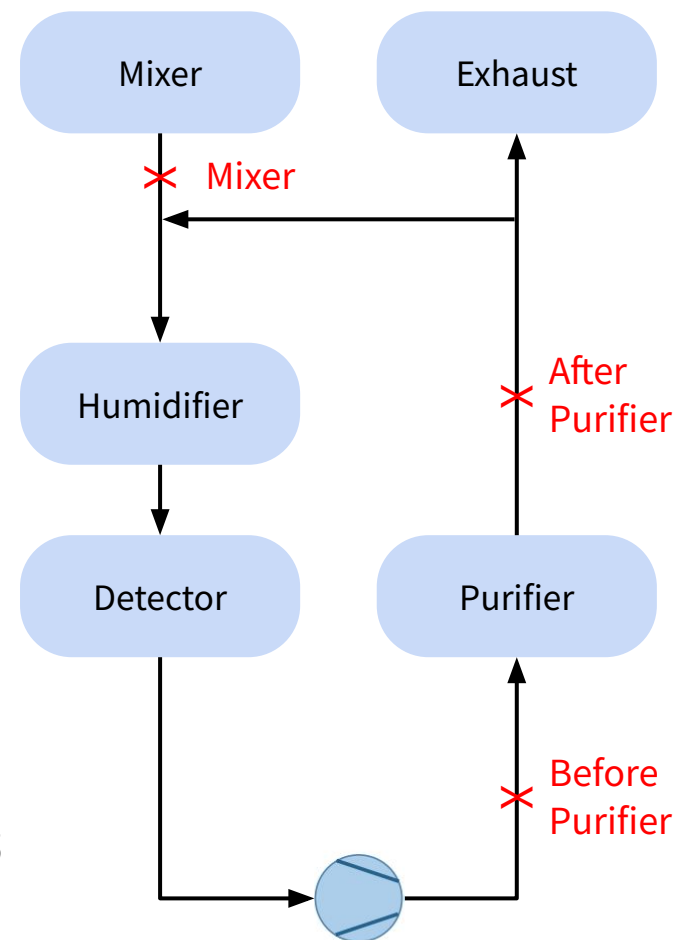 Mixer
Exhaust
Mixer
After
Purifier
Humidifier
Detector
Purifier
Before
Purifier